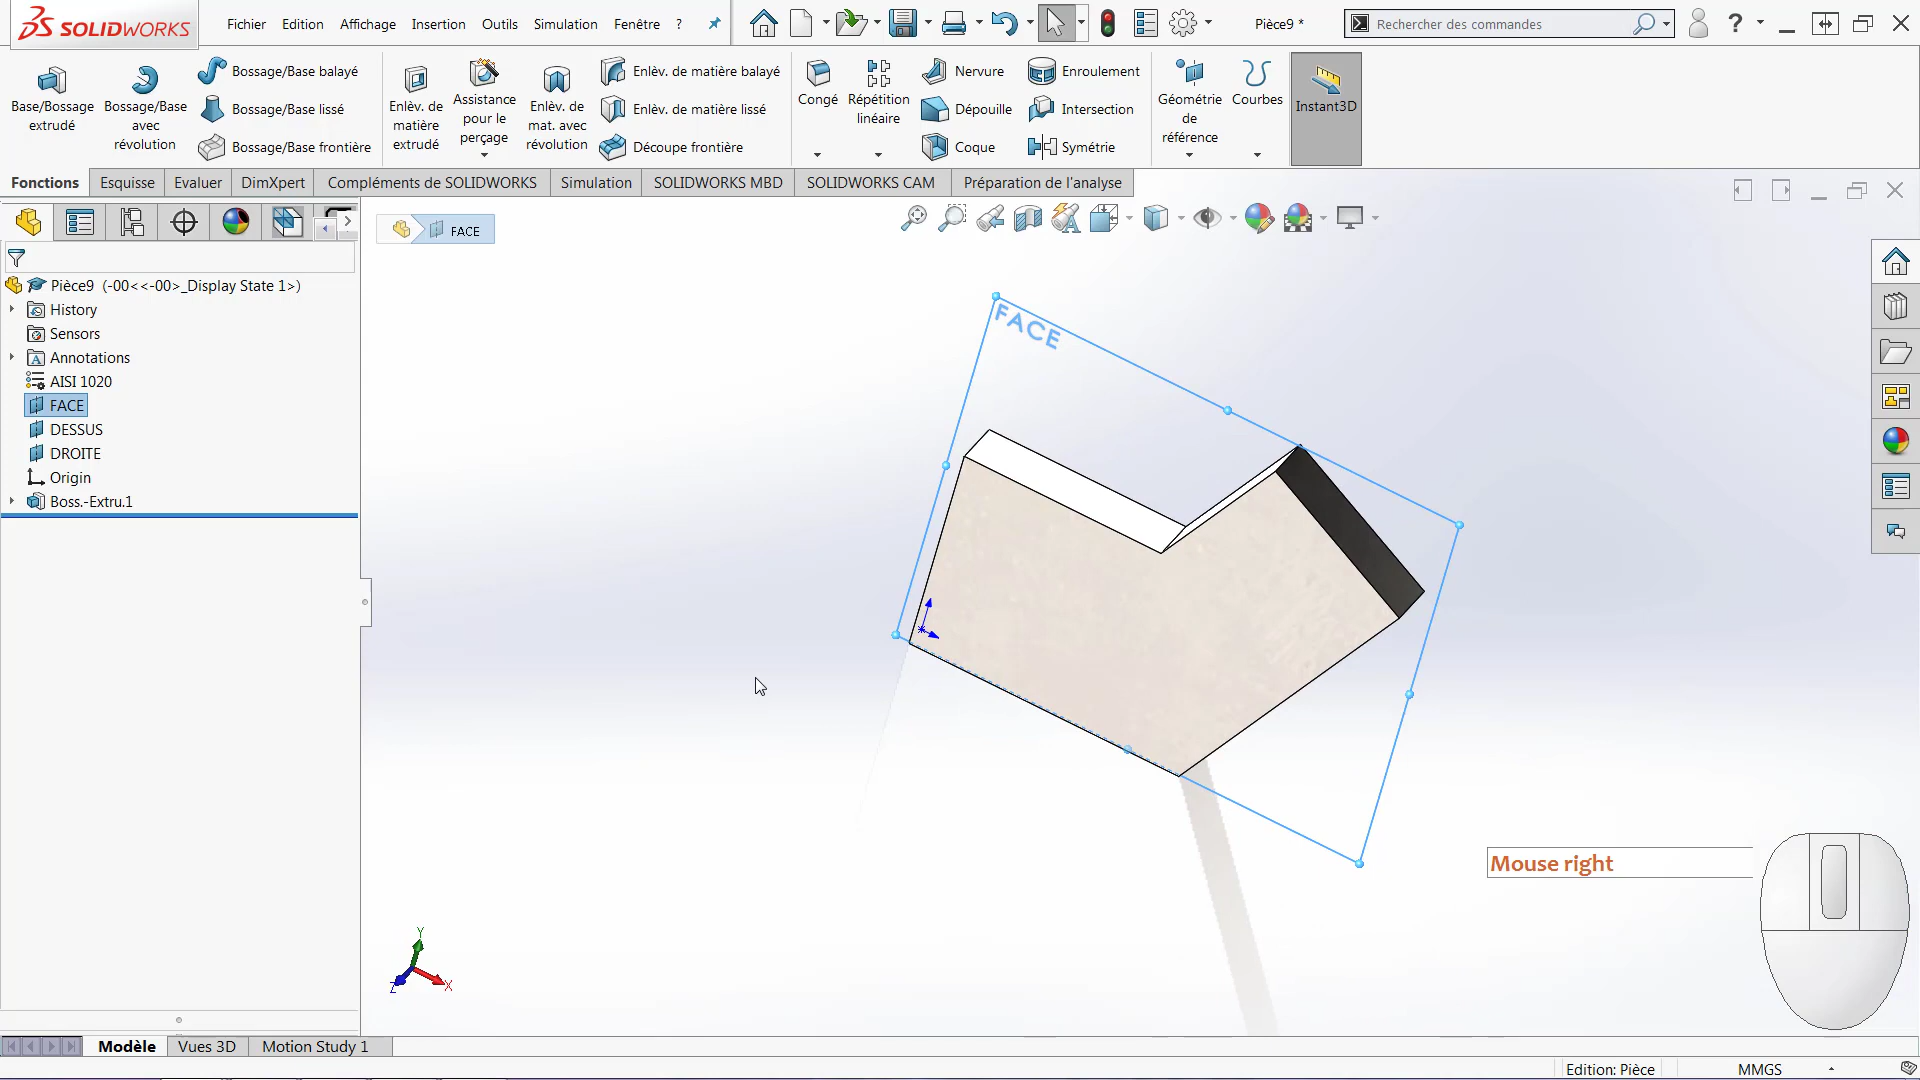 SOLIDWORKS
Fichier Edition Affichage Insertion Outils Simulation Fenêtre ?
Pièce9 *
Rechercher des commandes
?
Base/Bossage extrudé
Bossage/Base avec révolution
Bossage/Base balayé
Bossage/Base lissé
Bossage/Base frontière
Enlèv. de matière extrudé
Assistance pour le perçage
Enlèv. de mat. avec révolution
Enlèv. de matière balayé
Enlèv. de matière lissé
Découpe frontière
Congé
Répétition linéaire
Nervure
Dépouille
Coque
Enroulement
Intersection
Symétrie
Géométrie de référence
Courbes
Instant3D
Fonctions Esquisse Evaluer DimXpert Compléments de SOLIDWORKS Simulation SOLIDWORKS MBD SOLIDWORKS CAM Préparation de l'analyse
FACE
Pièce9 (-00<<-00>_Display State 1>)
History
Sensors
Annotations
AISI 1020
FACE
DESSUS
DROITE
Origin
Boss.-Extru.1
FACE
Mouse right
Y
Z
X
Modèle Vues 3D Motion Study 1
Edition: Pièce
MMGS